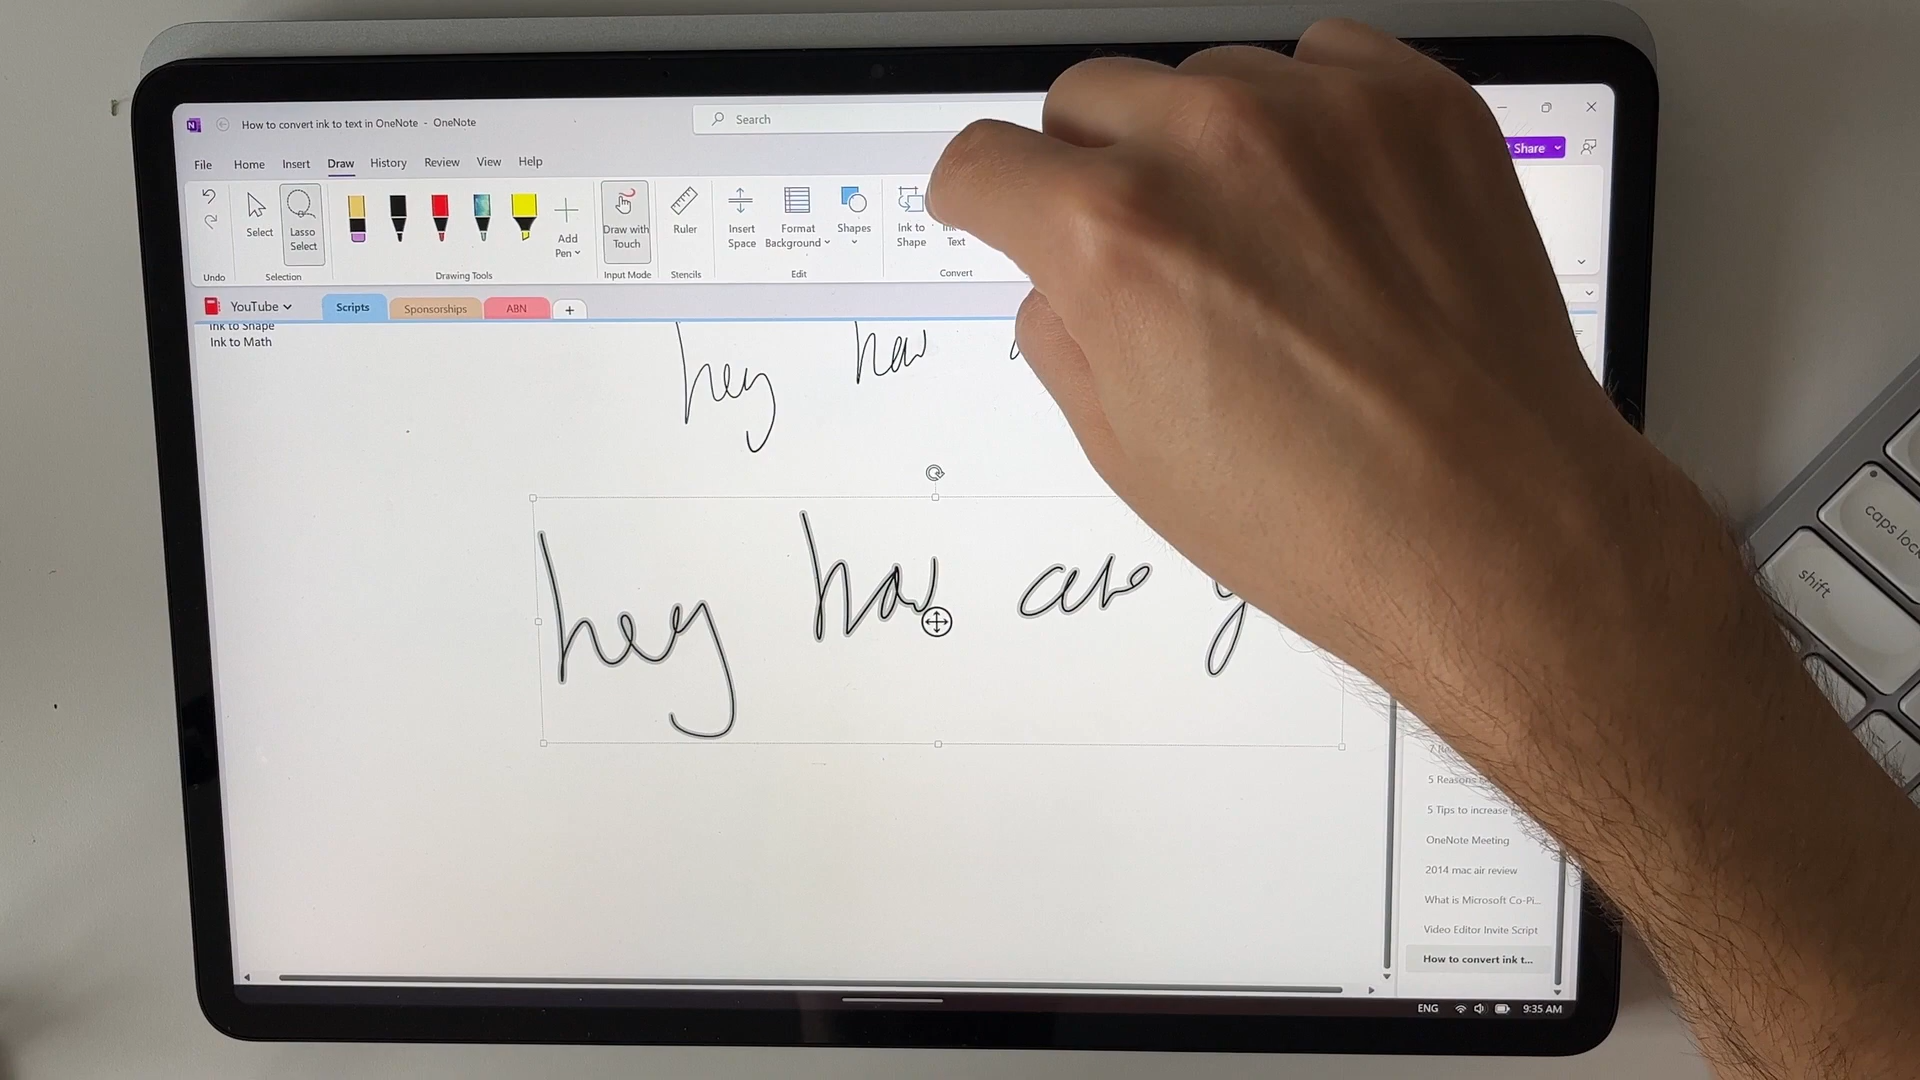 How to convert ink to text in OneNote - OneNote
Search
File Home Insert Draw History Review View Help
Share
Select
Lasso Select
Add Pen
Draw with Touch
Ruler
Insert Space
Format Background
Shapes
Ink to Shape
Text
Undo Selection Drawing Tools Input Mode Stencils Edit Convert
YouTube Scripts Sponsorships ABN +
Ink to Shape
Ink to Math
hey how
hey how are
5 Reasons
5 Tips to increase
OneNote Meeting
2014 mac air review
What is Microsoft Co-Pi...
Video Editor Invite Script
How to convert ink t...
ENG 9:35 AM
caps lock
shift